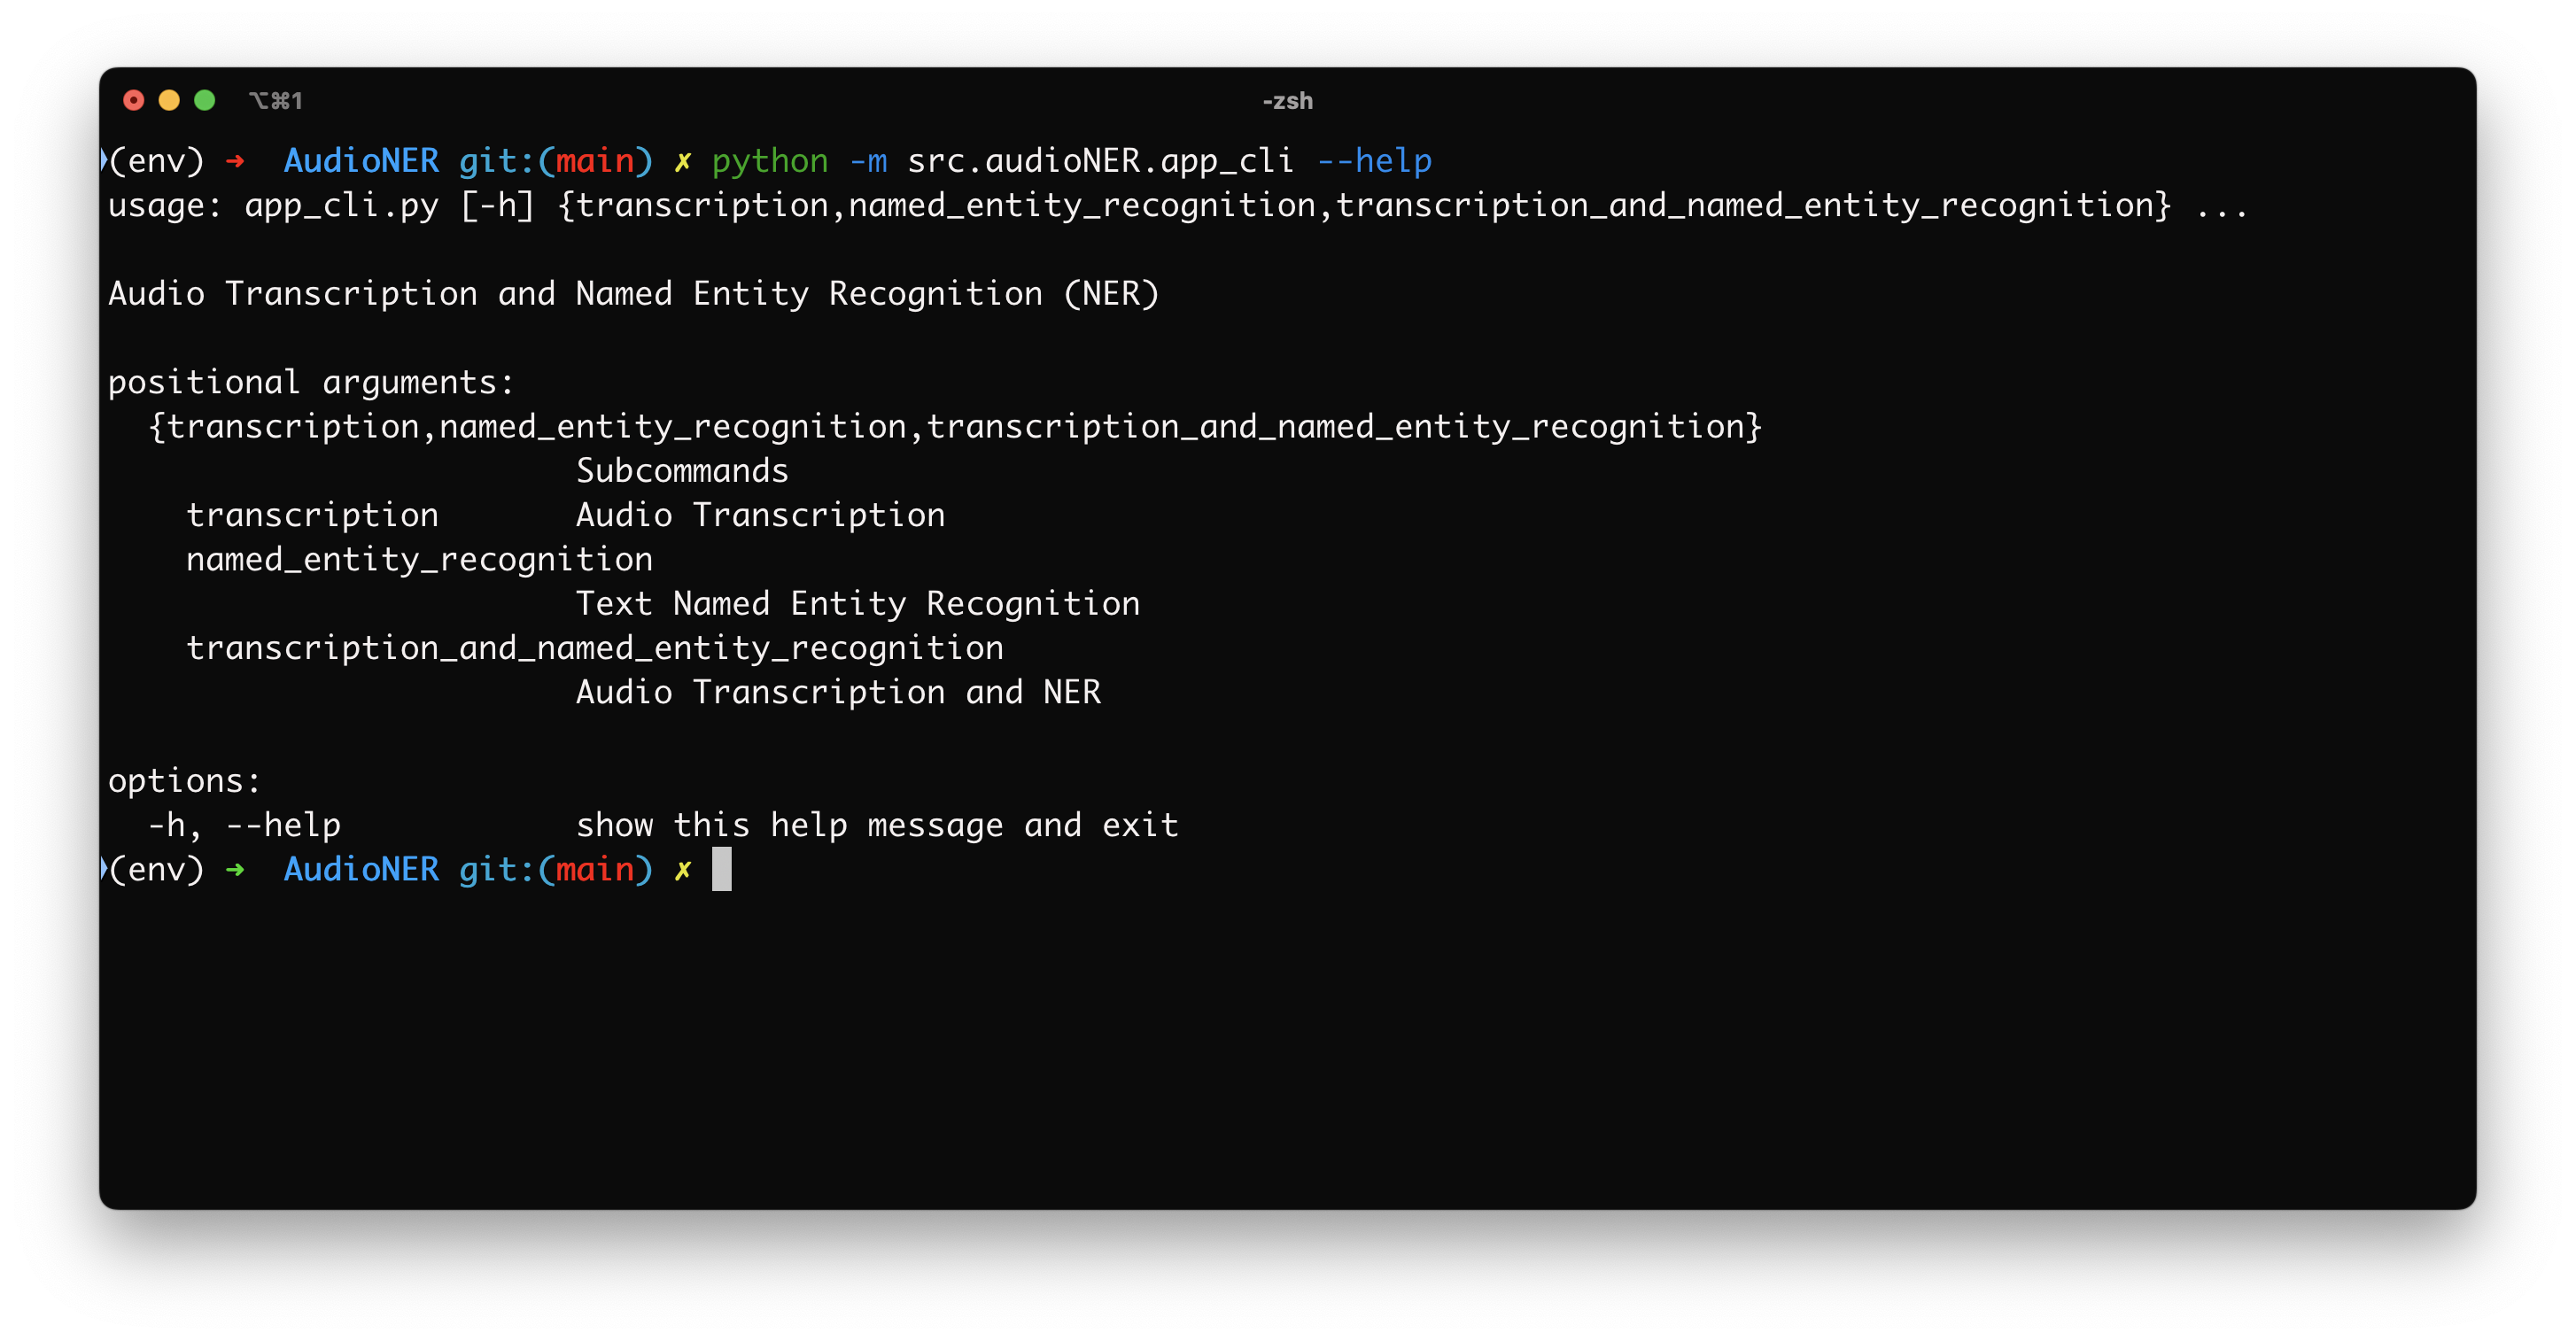 ⌥⌘1 -zsh
(env) ➜ AudioNER git:(main) ✗ python -m src.audioNER.app_cli --help
usage: app_cli.py [-h] {transcription,named_entity_recognition,transcription_and_named_entity_recognition} ...
Audio Transcription and Named Entity Recognition (NER)
positional arguments:
  {transcription,named_entity_recognition,transcription_and_named_entity_recognition}
                        Subcommands
    transcription       Audio Transcription
    named_entity_recognition
                        Text Named Entity Recognition
    transcription_and_named_entity_recognition
                        Audio Transcription and NER
options:
  -h, --help            show this help message and exit
(env) ➜ AudioNER git:(main) ✗